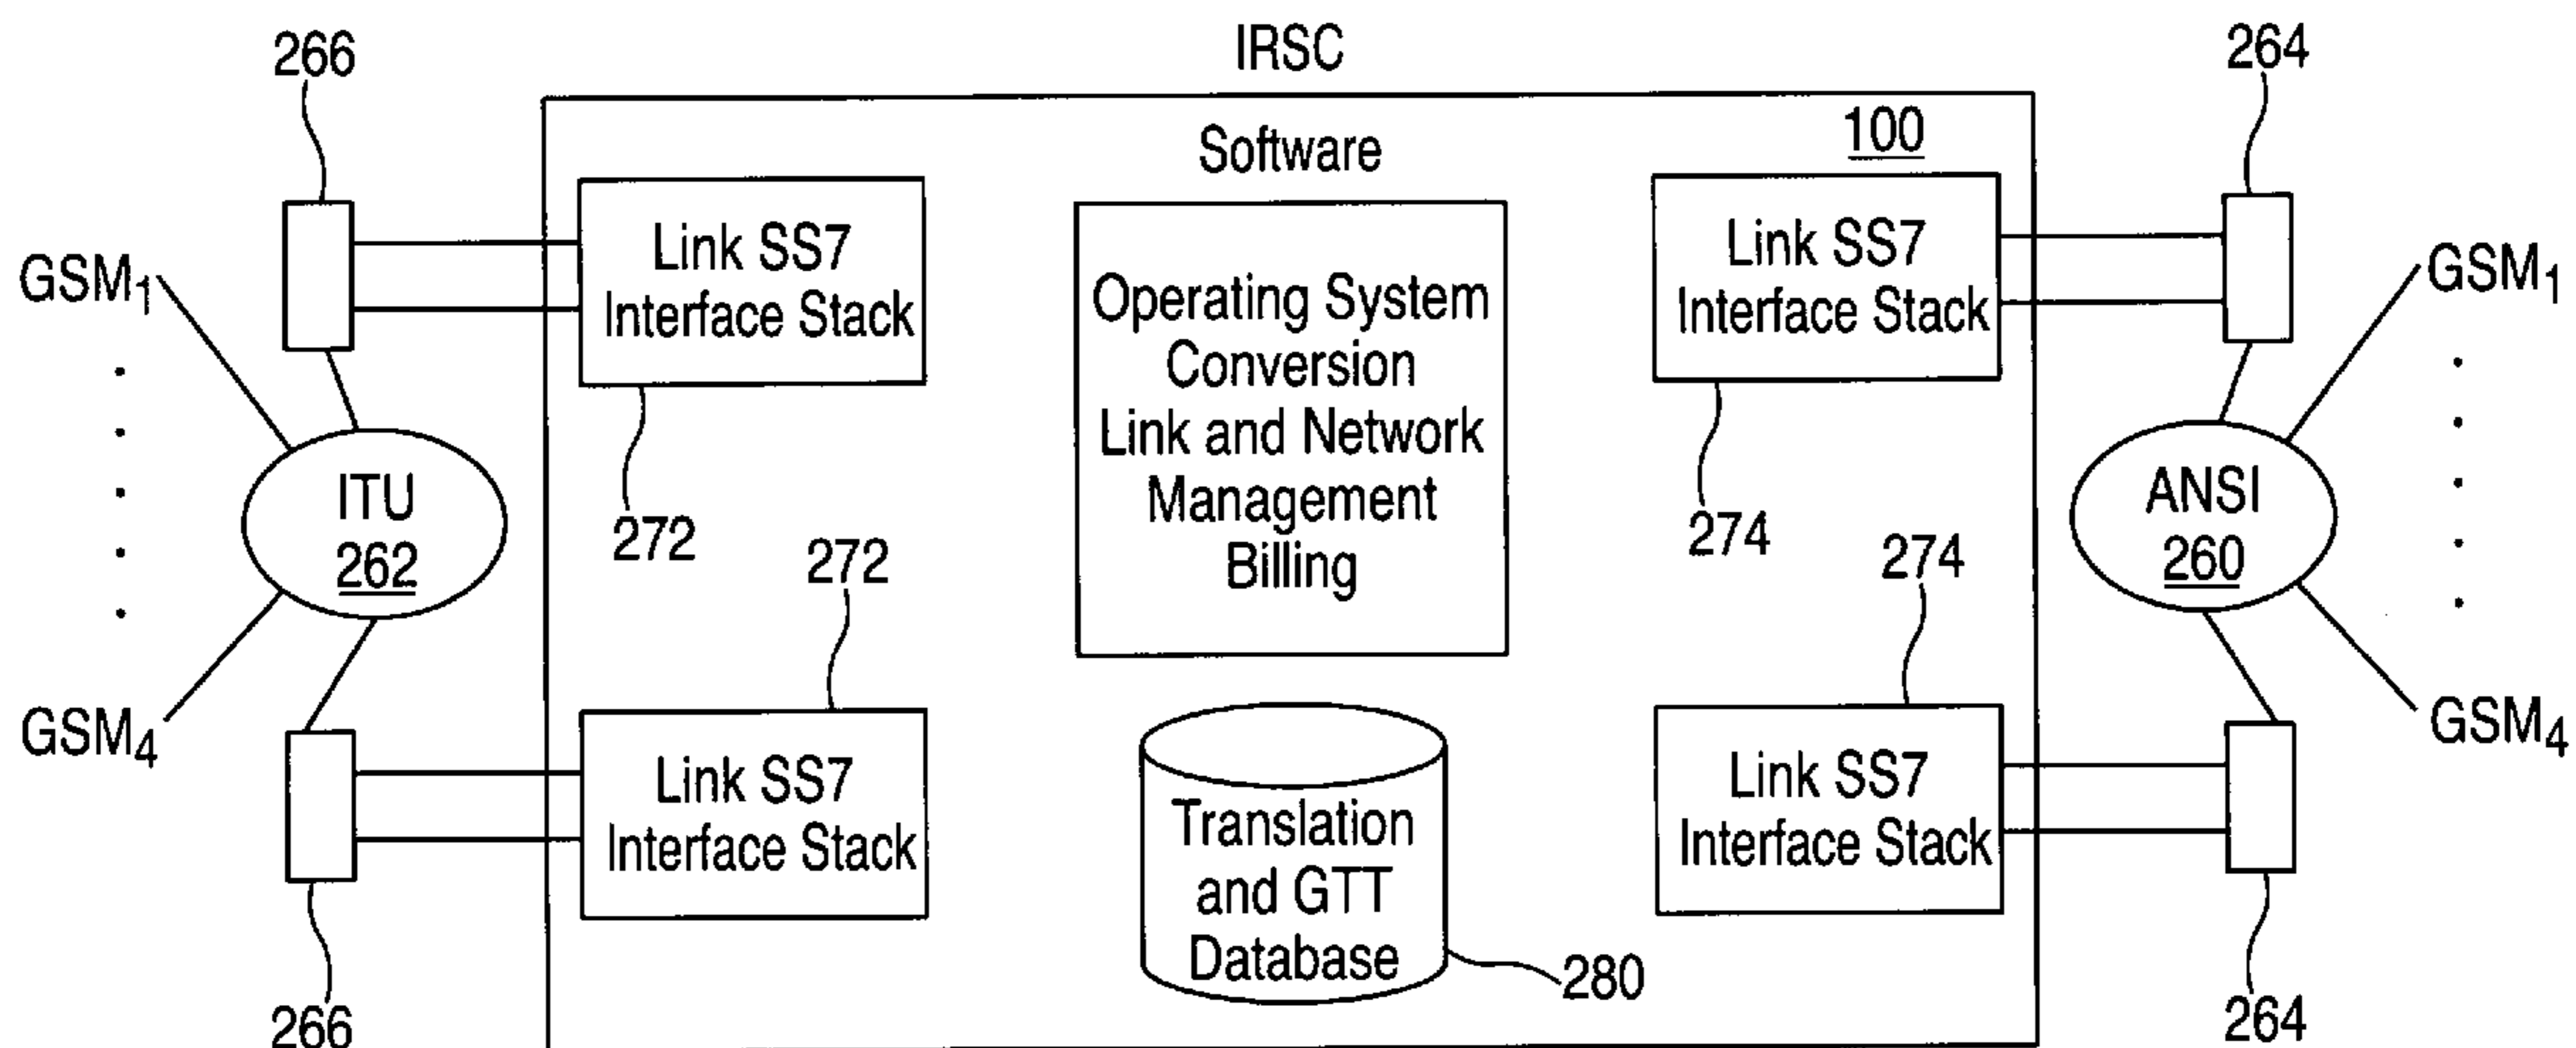 IRSC
266
264
100
Software
Link SS7
Interface Stack
272
Operating System
Conversion
Link and Network
Management
Billing
Link SS7
Interface Stack
274
GSM1
GSM4
ITU
262
GSM1
GSM4
ANSI
260
272
Link SS7
Interface Stack
274
Link SS7
Interface Stack
Translation
and GTT
Database
280
266
264